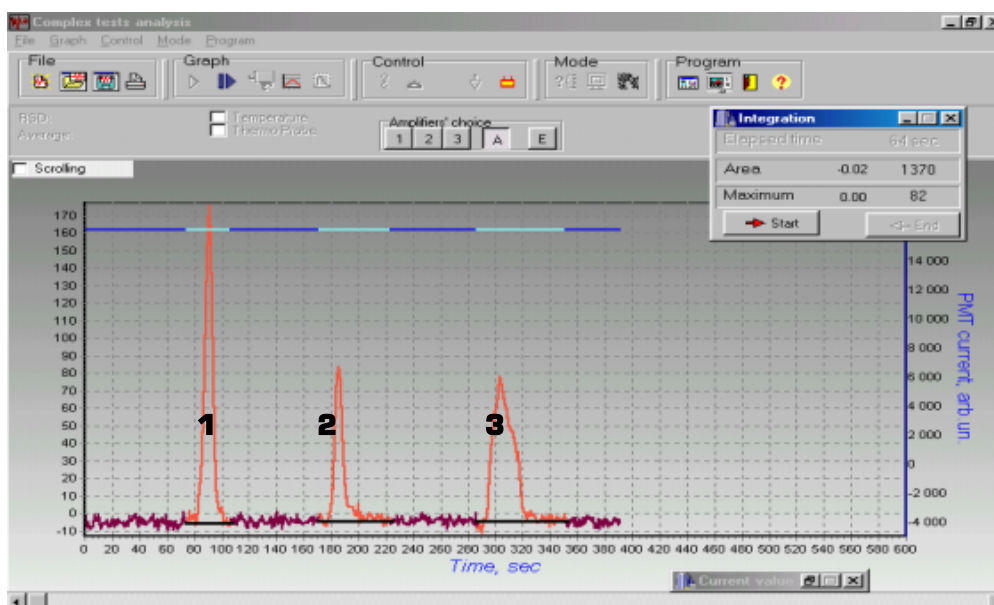 Complex tests analysis
File Graph Control Mode Program
File Graph Control Mode Program
RSD:
Average:
Temperature
Thermo Probe
Amplifiers' choice
1 2 3 A E
Scrolling
Integration
Elapsed time 64 sec
Area -0.02 1370
Maximum 0.00 82
Start End
170
160
150
140
130
120
110
100
90
80
70
60
50
40
30
20
10
0
-10
1
2
3
14 000
12 000
10 000
8 000
6 000
4 000
2 000
0
-2 000
-4 000
PMT current, arb.un.
0 20 40 60 80 100 120 140 160 180 200 220 240 260 280 300 320 340 360 380 400 420 440 460 480 500 520 540 560 580 600
Time, sec
Current value